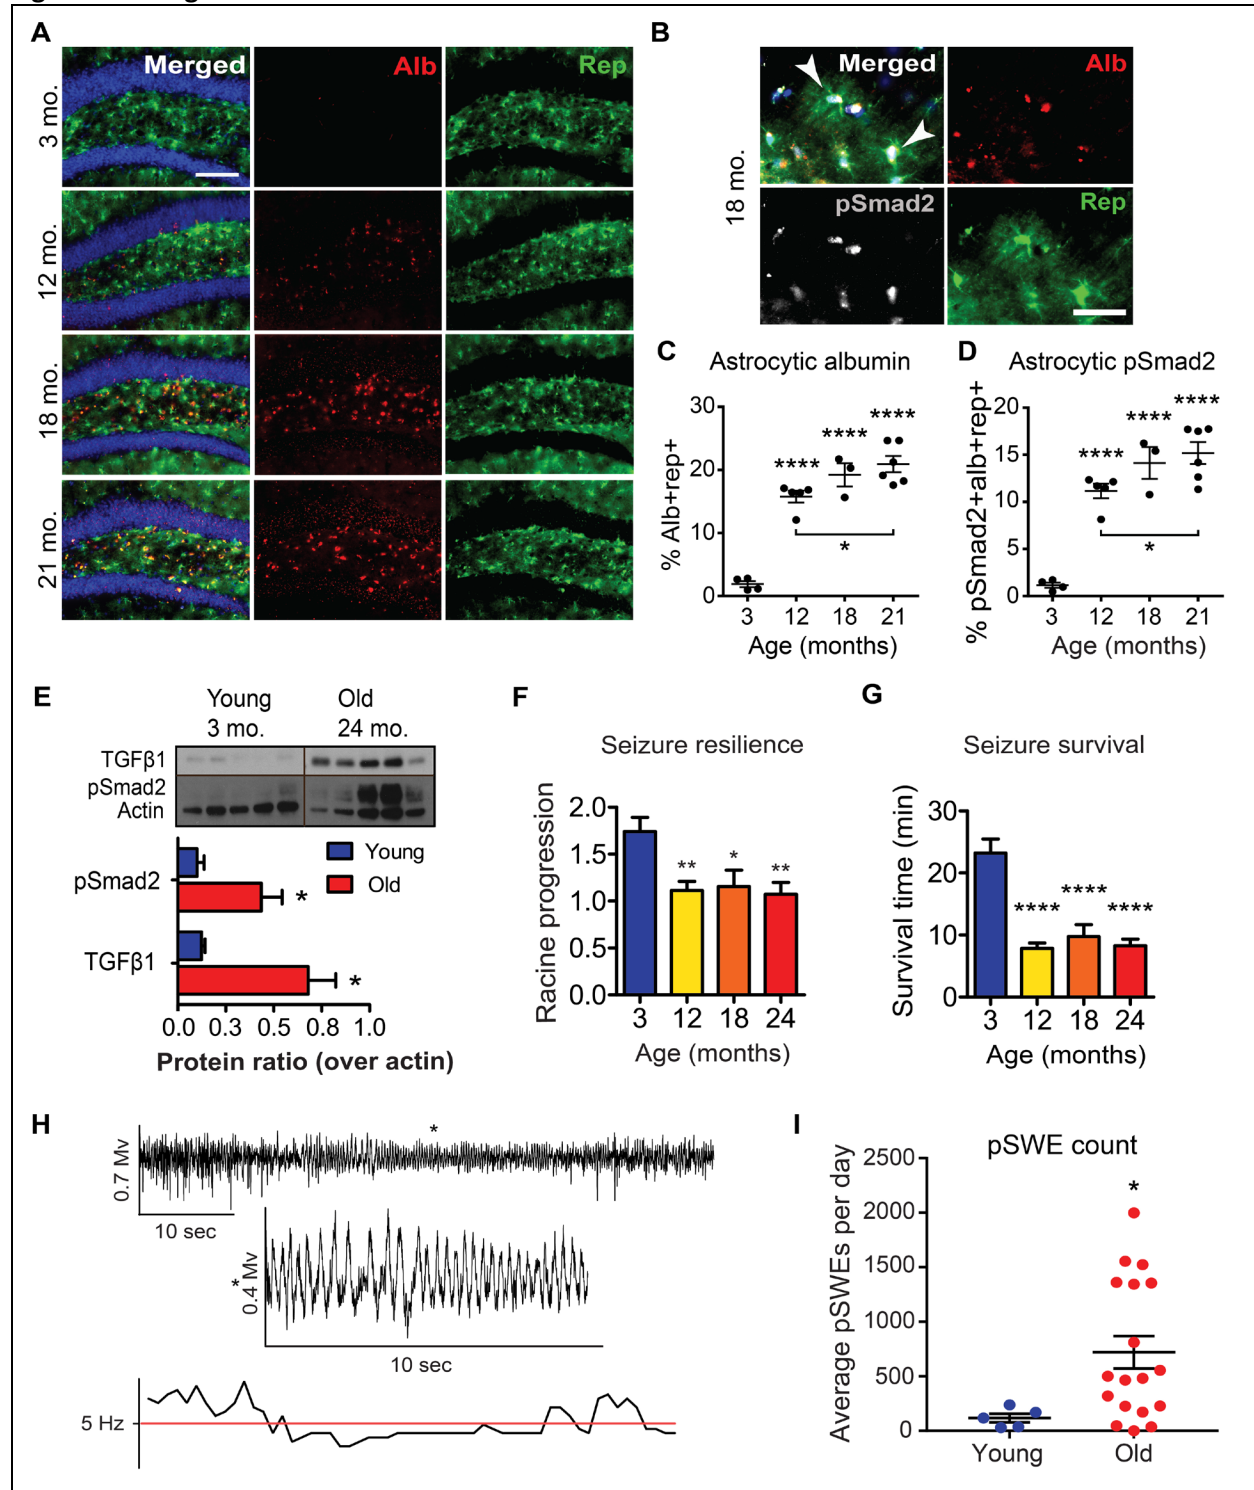 A
Merged
Alb
Rep
3 mo.
12 mo.
18 mo.
21 mo.
B
Merged
Alb
pSmad2
Rep
18 mo.
C
Astrocytic albumin
% Alb+rep+
30
20
10
0
****
****
****
*
3 12 18 21
Age (months)
D
Astrocytic pSmad2
% pSmad2+alb+rep+
20
15
10
5
0
****
****
****
*
3 12 18 21
Age (months)
E
Young Old
3 mo. 24 mo.
TGFβ1
pSmad2
Actin
Young
Old
pSmad2
*
TGFβ1
*
0.0 0.3 0.5 0.8 1.0
Protein ratio (over actin)
F
Seizure resilience
Racine progression
2.0
1.5
1.0
0.5
0.0
** * **
3 12 18 24
Age (months)
G
Seizure survival
Survival time (min)
30
20
10
0
**** **** ****
3 12 18 24
Age (months)
H
*
0.7 Mv
10 sec
*
0.4 Mv
10 sec
5 Hz
I
pSWE count
Average pSWEs per day
2500
2000
1500
1000
500
0
*
Young Old